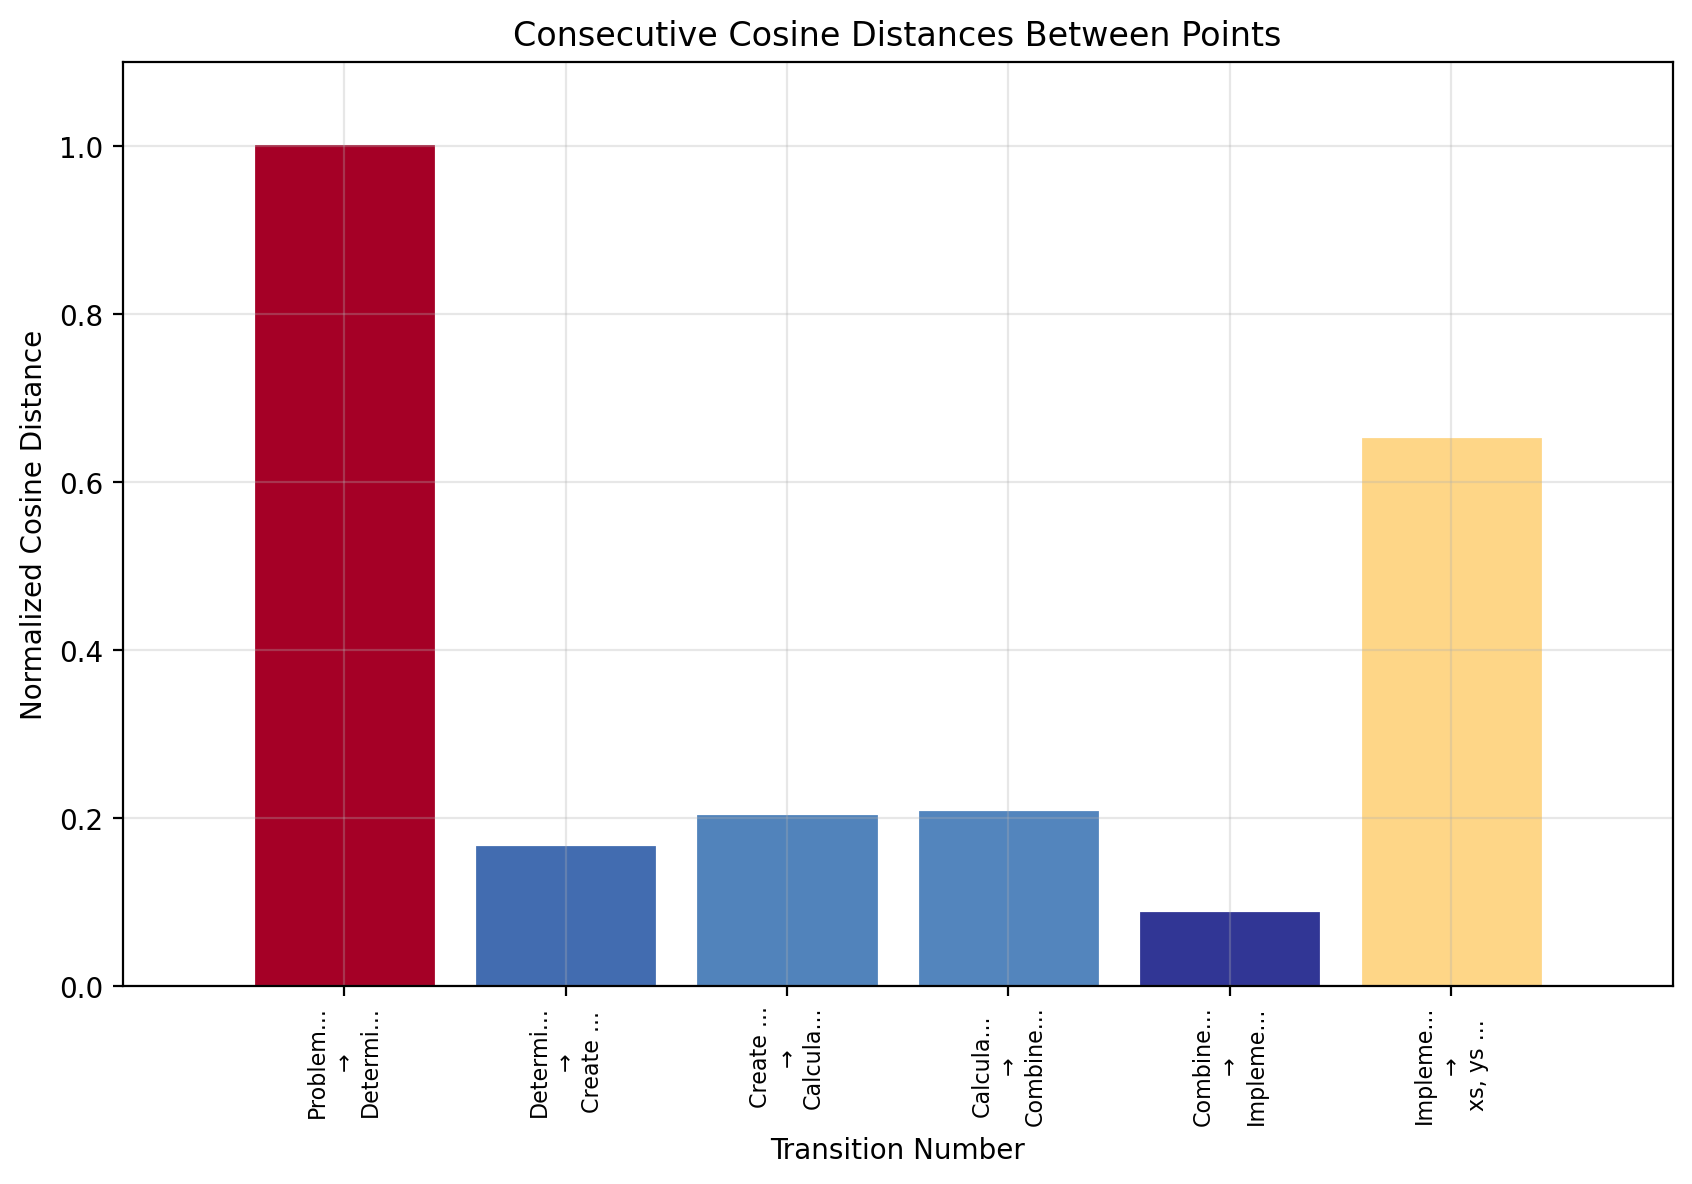 Consecutive Cosine Distances Between Points
Normalized Cosine Distance
1.0
0.8
0.6
0.4
0.2
0.0
Problem...
→
Determi...
Determi...
→
Create ...
Create ...
→
Calcula...
Calcula...
→
Combine...
Combine...
→
Impleme...
Impleme...
→
xs, ys ...
Transition Number